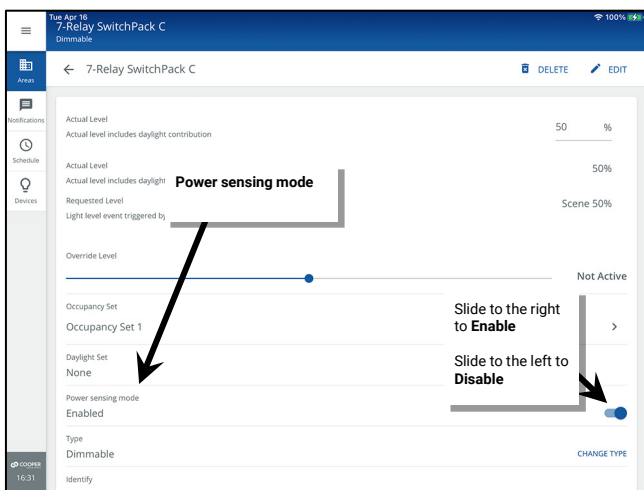 Tue Apr 16
100%
7-Relay SwitchPack C
Dimmable
Areas
Notifications
Schedule
Devices
COOPER
16:31
← 7-Relay SwitchPack C
DELETE
EDIT
Actual Level
50 %
Actual level includes daylight contribution
Actual Level
50%
Actual level includes daylight
Requested Level
Scene 50%
Light level event triggered by
Power sensing mode
Override Level
Not Active
Occupancy Set
Occupancy Set 1
Slide to the right
to Enable
Slide to the left to
Disable
Daylight Set
None
Power sensing mode
Enabled
Type
Dimmable
CHANGE TYPE
Identify